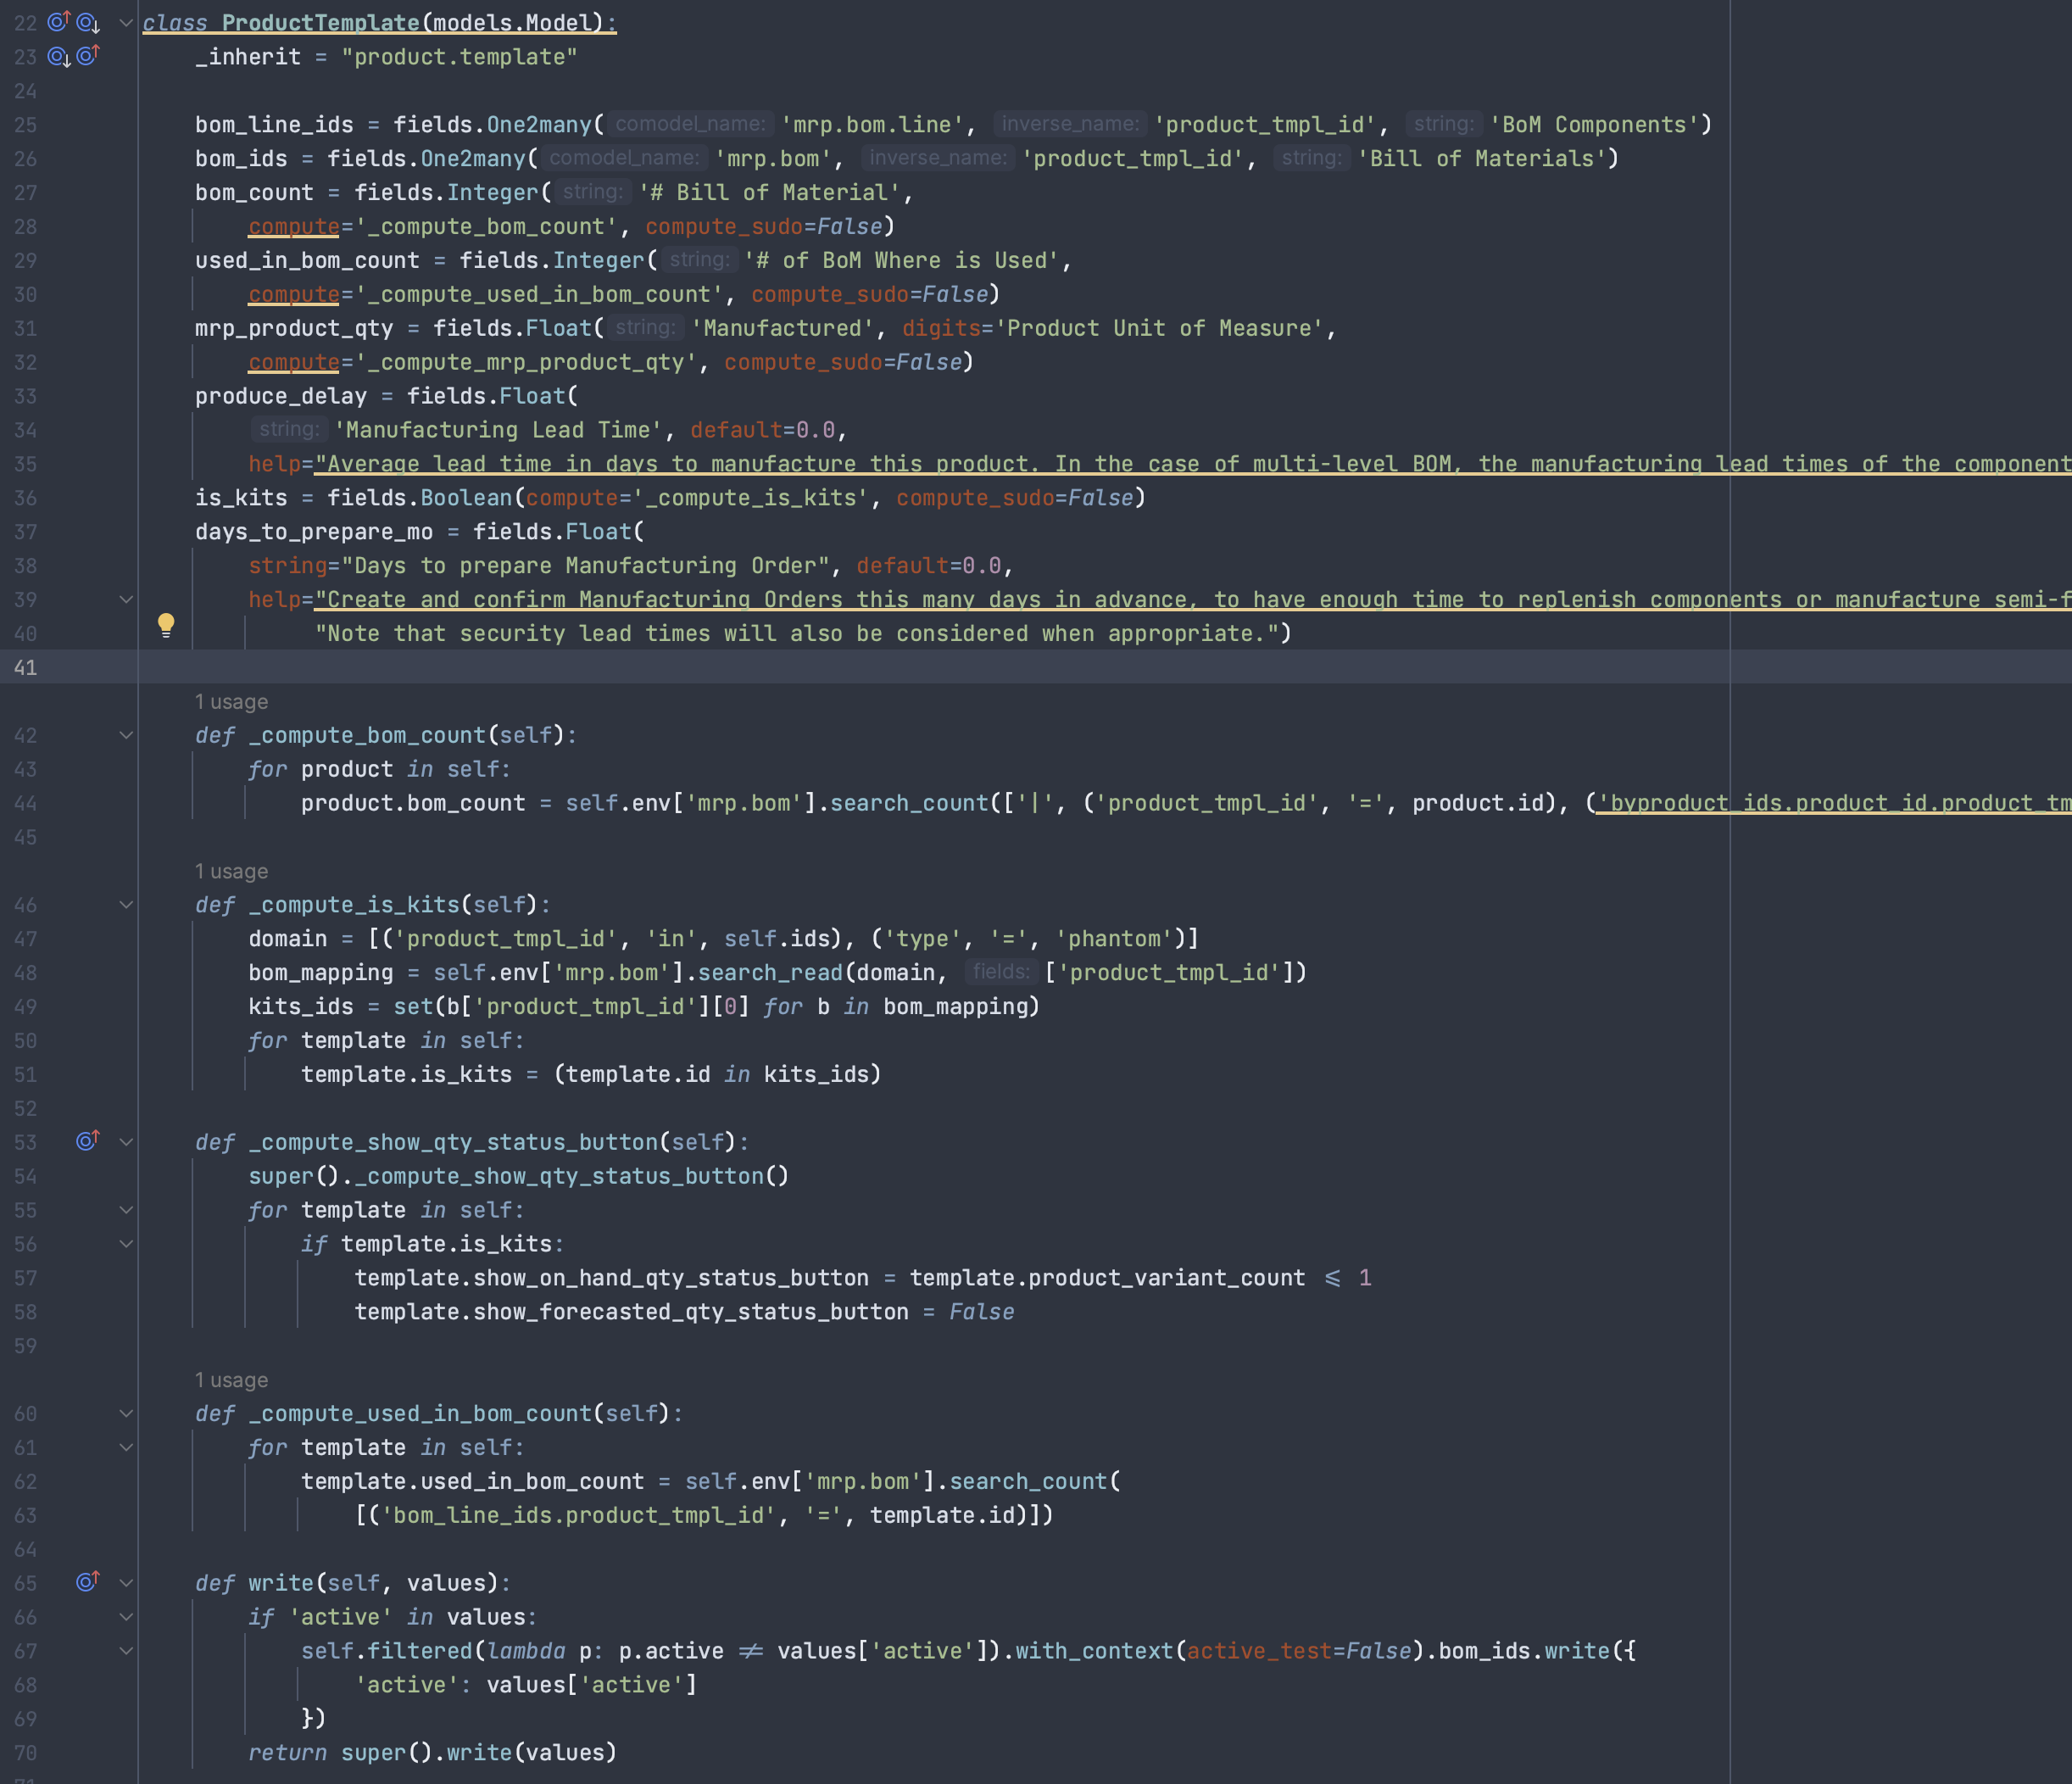 22 class ProductTemplate(models.Model):
23 _inherit = "product.template"
24
25 bom_line_ids = fields.One2many( comodel_name: 'mrp.bom.line', inverse_name: 'product_tmpl_id', string: 'BoM Components')
26 bom_ids = fields.One2many( comodel_name: 'mrp.bom', inverse_name: 'product_tmpl_id', string: 'Bill of Materials')
27 bom_count = fields.Integer( string: '# Bill of Material',
28 compute='_compute_bom_count', compute_sudo=False)
29 used_in_bom_count = fields.Integer( string: '# of BoM Where is Used',
30 compute='_compute_used_in_bom_count', compute_sudo=False)
31 mrp_product_qty = fields.Float( string: 'Manufactured', digits='Product Unit of Measure',
32 compute='_compute_mrp_product_qty', compute_sudo=False)
33 produce_delay = fields.Float(
34 string: 'Manufacturing Lead Time', default=0.0,
35 help="Average lead time in days to manufacture this product. In the case of multi-level BOM, the manufacturing lead times of the component
36 is_kits = fields.Boolean(compute='_compute_is_kits', compute_sudo=False)
37 days_to_prepare_mo = fields.Float(
38 string="Days to prepare Manufacturing Order", default=0.0,
39 help="Create and confirm Manufacturing Orders this many days in advance, to have enough time to replenish components or manufacture semi-f
40 "Note that security lead times will also be considered when appropriate.")
41
1 usage
42 def _compute_bom_count(self):
43 for product in self:
44 product.bom_count = self.env['mrp.bom'].search_count(['|', ('product_tmpl_id', '=', product.id), ('byproduct_ids.product_id.product_tm
45
1 usage
46 def _compute_is_kits(self):
47 domain = [('product_tmpl_id', 'in', self.ids), ('type', '=', 'phantom')]
48 bom_mapping = self.env['mrp.bom'].search_read(domain, fields: ['product_tmpl_id'])
49 kits_ids = set(b['product_tmpl_id'][0] for b in bom_mapping)
50 for template in self:
51 template.is_kits = (template.id in kits_ids)
52
53 def _compute_show_qty_status_button(self):
54 super()._compute_show_qty_status_button()
55 for template in self:
56 if template.is_kits:
57 template.show_on_hand_qty_status_button = template.product_variant_count <= 1
58 template.show_forecasted_qty_status_button = False
59
1 usage
60 def _compute_used_in_bom_count(self):
61 for template in self:
62 template.used_in_bom_count = self.env['mrp.bom'].search_count(
63 [('bom_line_ids.product_tmpl_id', '=', template.id)])
64
65 def write(self, values):
66 if 'active' in values:
67 self.filtered(lambda p: p.active != values['active']).with_context(active_test=False).bom_ids.write({
68 'active': values['active']
69 })
70 return super().write(values)